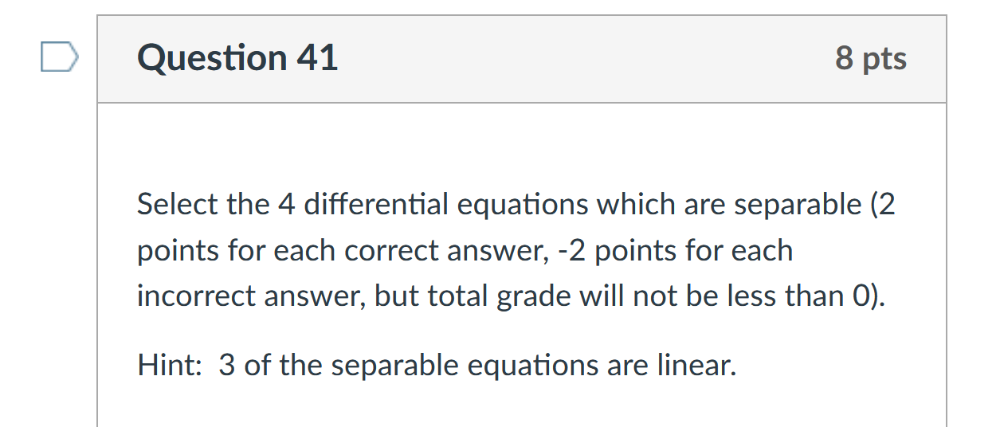 Question 41
8 pts
Select the 4 differential equations which are separable (2
points for each correct answer, -2 points for each
incorrect answer, but total grade will not be less than 0).
Hint:  3 of the separable equations are linear.